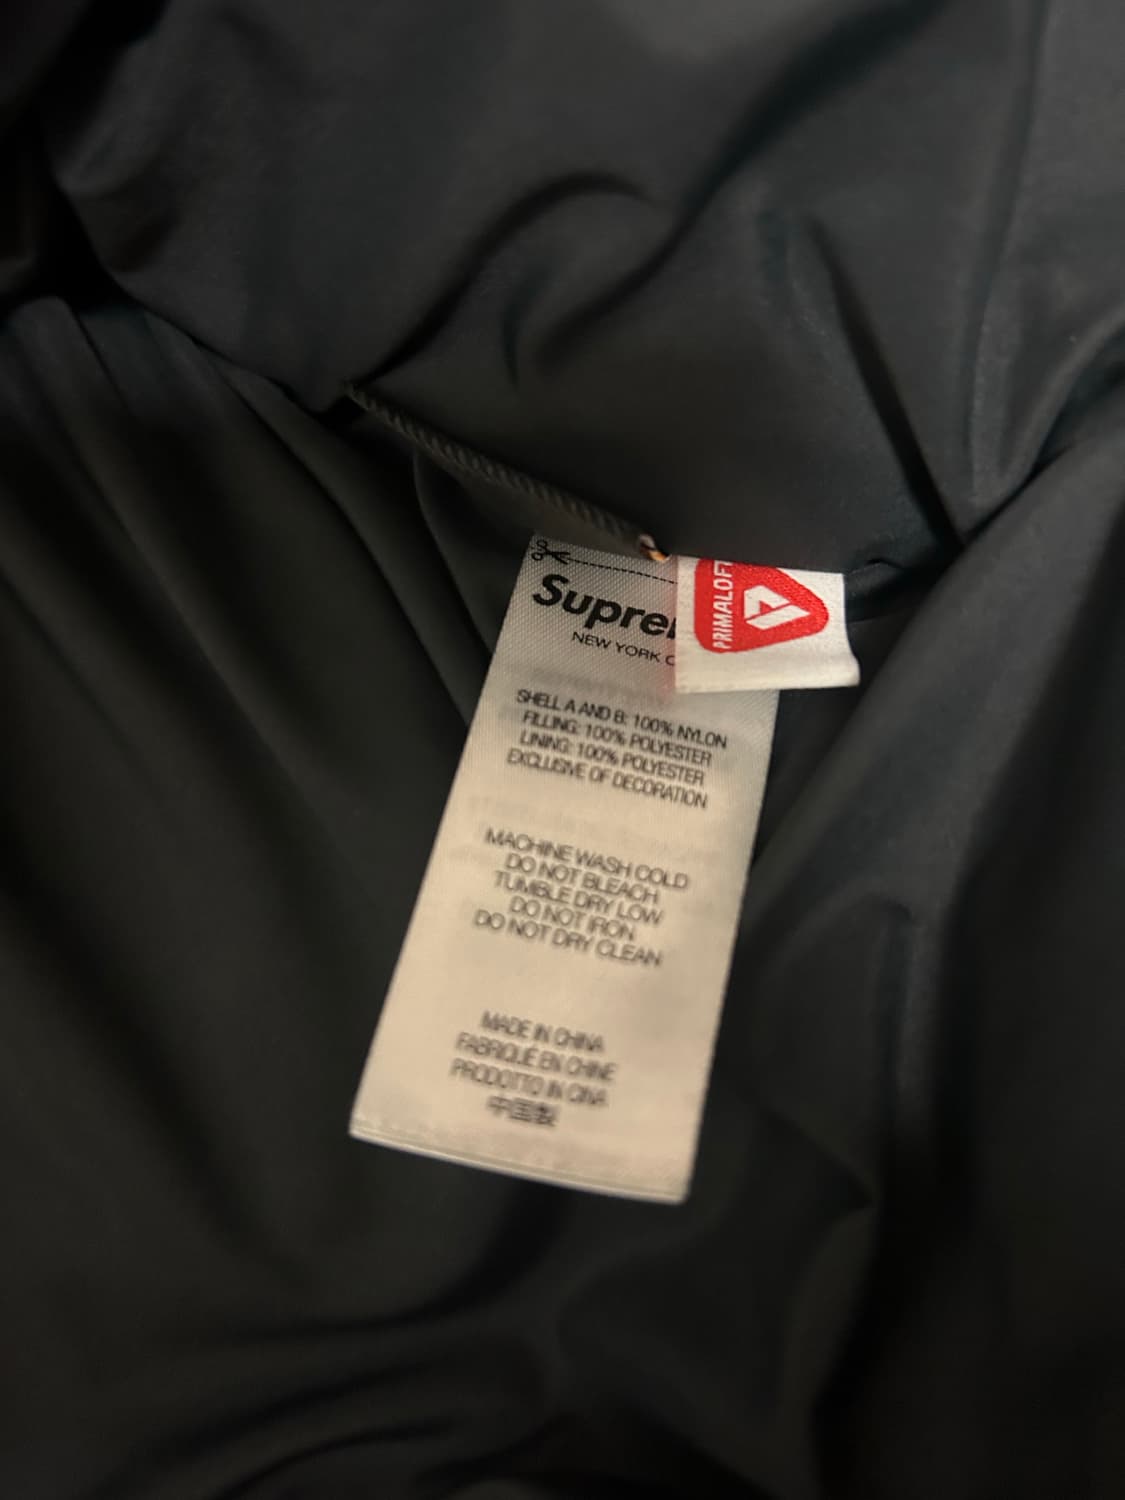 Supre
NEW YORK C
PRIMALOFT
SHELL A AND B: 100% NYLON
FILLING: 100% POLYESTER
LINING: 100% POLYESTER
EXCLUSIVE OF DECORATION
MACHINE WASH COLD
DO NOT BLEACH
TUMBLE DRY LOW
DO NOT IRON
DO NOT DRY CLEAN
MADE IN CHINA
FABRIQUÉ EN CHINE
PRODOTTO IN CINA
中国製